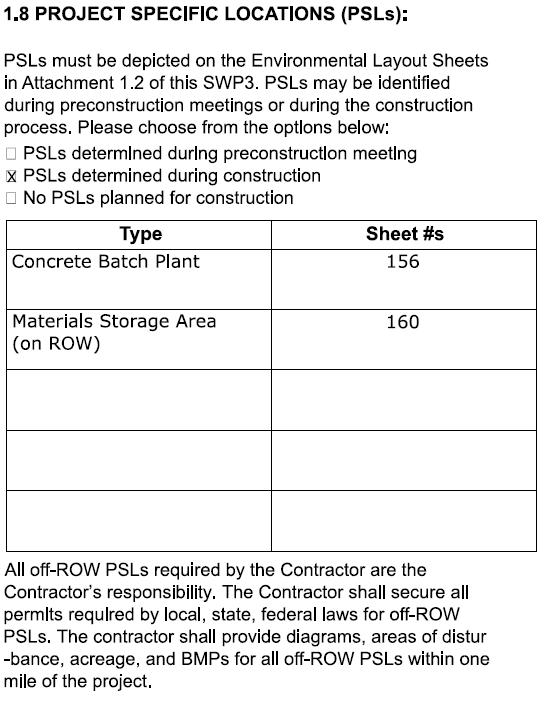 1.8 PROJECT SPECIFIC LOCATIONS (PSLs):
PSLs must be depicted on the Environmental Layout Sheets
in Attachment 1.2 of this SWP3. PSLs may be identified
during preconstruction meetings or during the construction
process. Please choose from the options below:
☐ PSLs determined during preconstruction meeting
☒ PSLs determined during construction
☐ No PSLs planned for construction
Type Sheet #s
Concrete Batch Plant 156
Materials Storage Area 160
(on ROW)
All off-ROW PSLs required by the Contractor are the
Contractor's responsibility. The Contractor shall secure all
permits required by local, state, federal laws for off-ROW
PSLs. The contractor shall provide diagrams, areas of distur
-bance, acreage, and BMPs for all off-ROW PSLs within one
mile of the project.